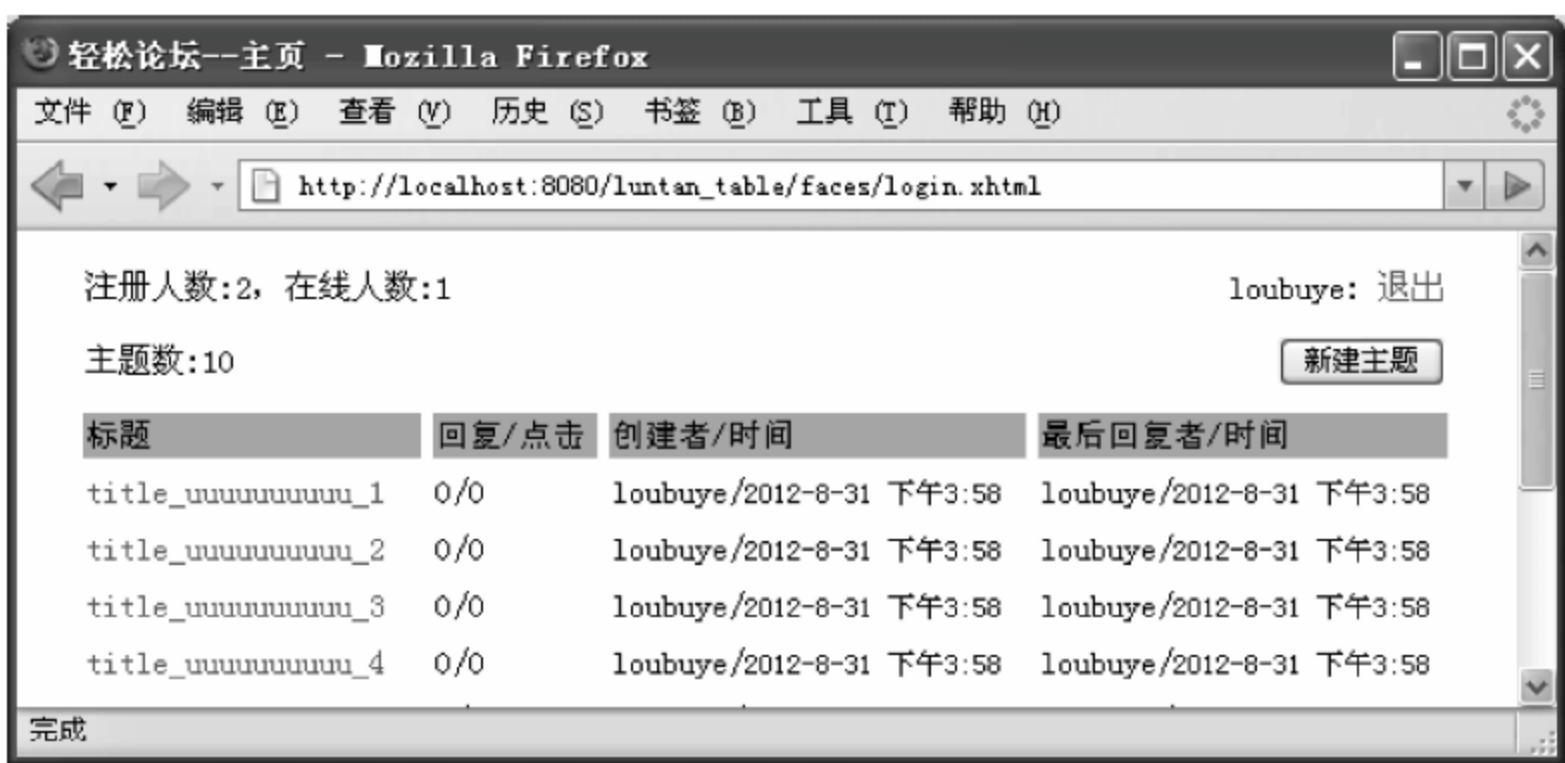 轻松论坛--主页 - Mozilla Firefox
文件 (F) 编辑 (E) 查看 (V) 历史 (S) 书签 (B) 工具 (T) 帮助 (H)
http://localhost:8080/luntan_table/faces/login.xhtml
注册人数:2，在线人数:1 loubuye: 退出
主题数:10 新建主题
标题 回复/点击 创建者/时间 最后回复者/时间
title_uuuuuuuuuu_1 0/0 loubuye/2012-8-31 下午3:58 loubuye/2012-8-31 下午3:58
title_uuuuuuuuuu_2 0/0 loubuye/2012-8-31 下午3:58 loubuye/2012-8-31 下午3:58
title_uuuuuuuuuu_3 0/0 loubuye/2012-8-31 下午3:58 loubuye/2012-8-31 下午3:58
title_uuuuuuuuuu_4 0/0 loubuye/2012-8-31 下午3:58 loubuye/2012-8-31 下午3:58
完成